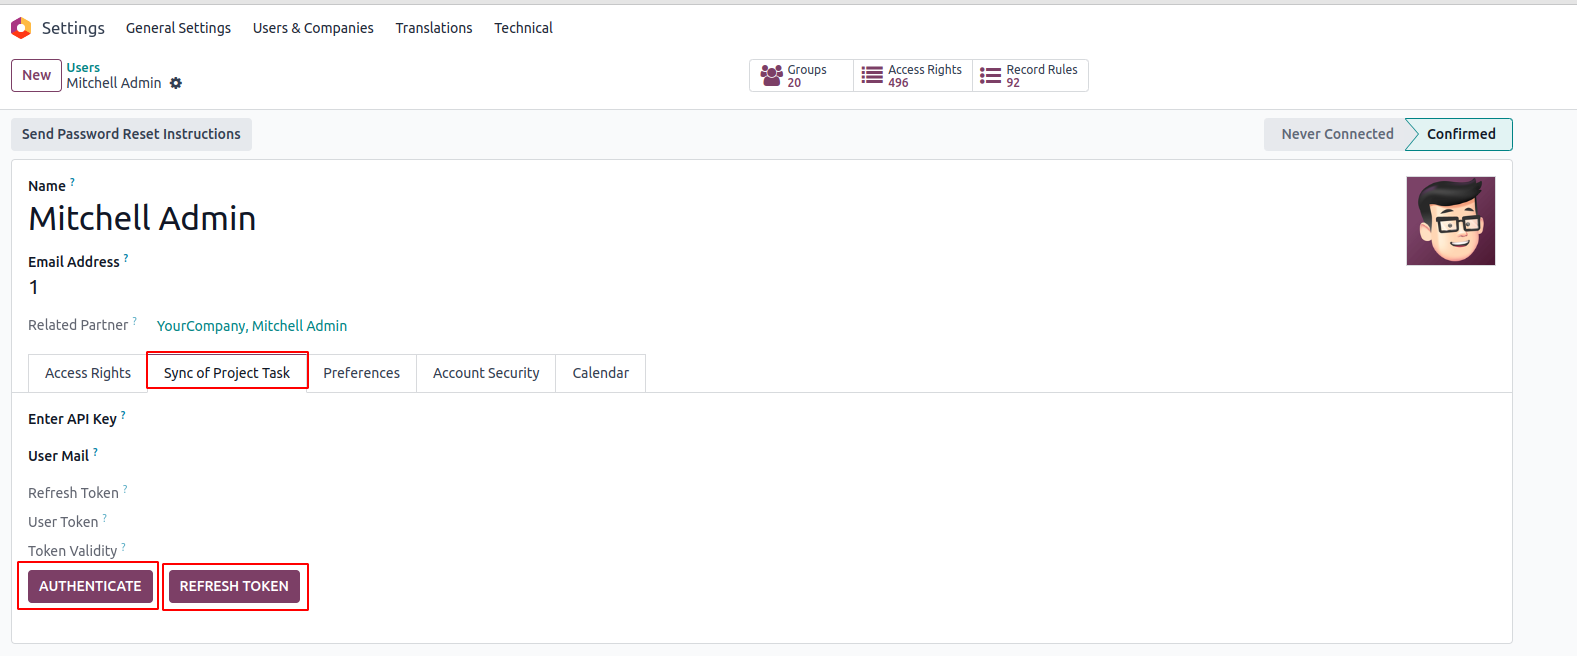 Settings General Settings Users & Companies Translations Technical
New Users
Mitchell Admin
Groups
20
Access Rights
496
Record Rules
92
Send Password Reset Instructions
Never Connected Confirmed
Name ?
Mitchell Admin
Email Address ?
1
Related Partner ? YourCompany, Mitchell Admin
Access Rights Sync of Project Task Preferences Account Security Calendar
Enter API Key ?
User Mail ?
Refresh Token ?
User Token ?
Token Validity ?
AUTHENTICATE REFRESH TOKEN